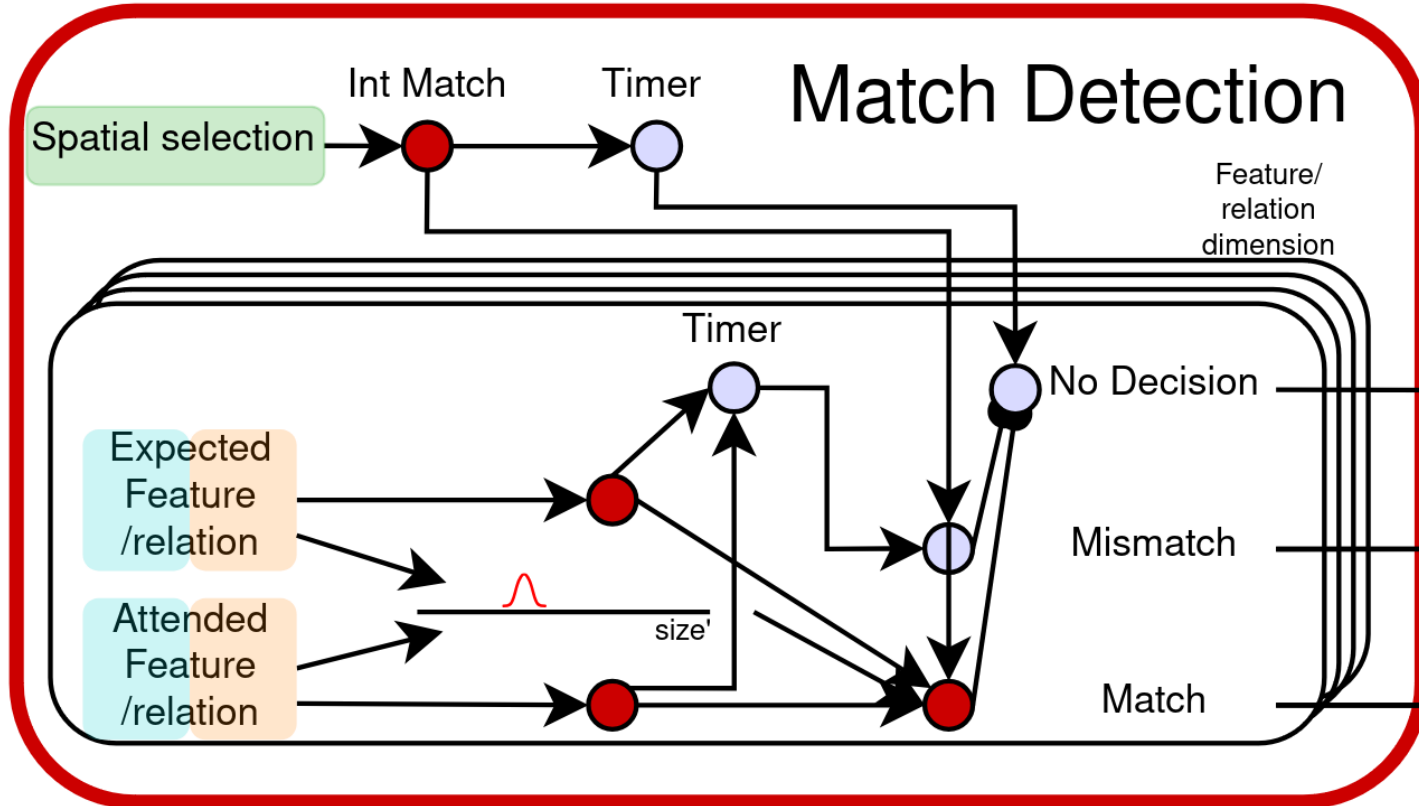 Match Detection
Int Match
Timer
Spatial selection
Feature/
relation
dimension
Timer
No Decision
Expected
Feature
/relation
Mismatch
Attended
Feature
/relation
size'
Match